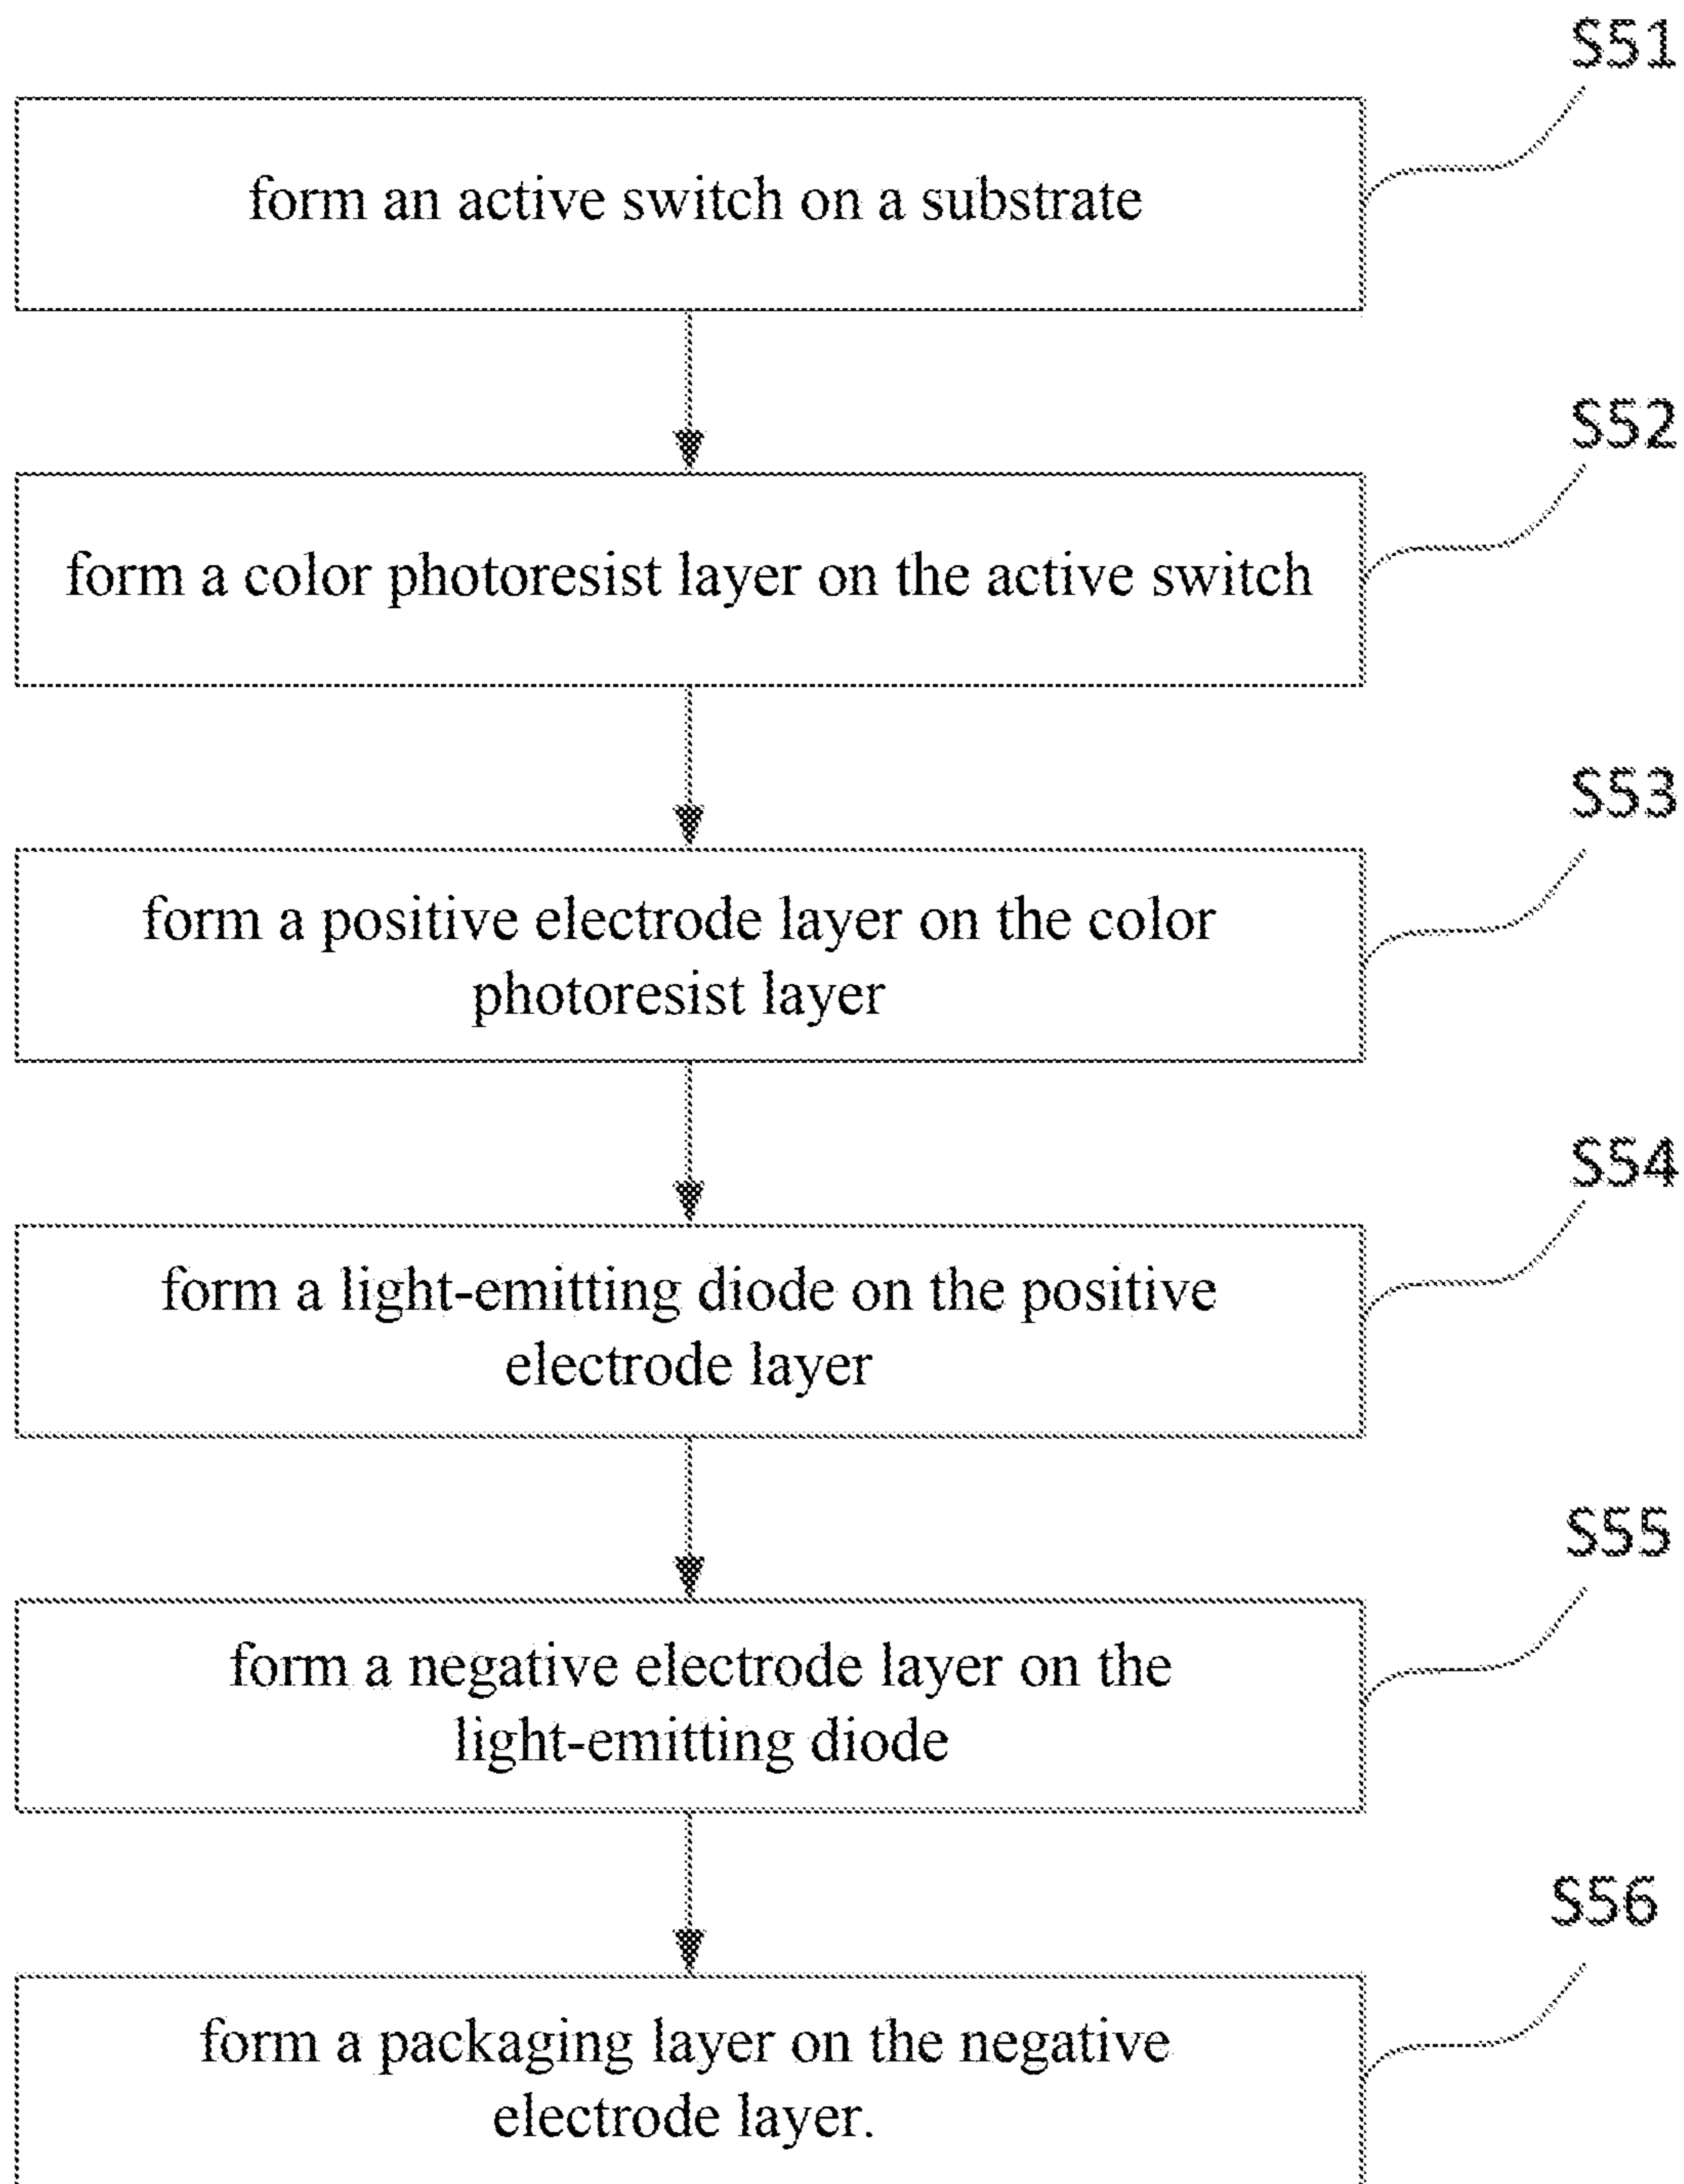 S51
form an active switch on a substrate
S52
form a color photoresist layer on the active switch
S53
form a positive electrode layer on the color
photoresist layer
S54
form a light-emitting diode on the positive
electrode layer
S55
form a negative electrode layer on the
light-emitting diode
S56
form a packaging layer on the negative
electrode layer.